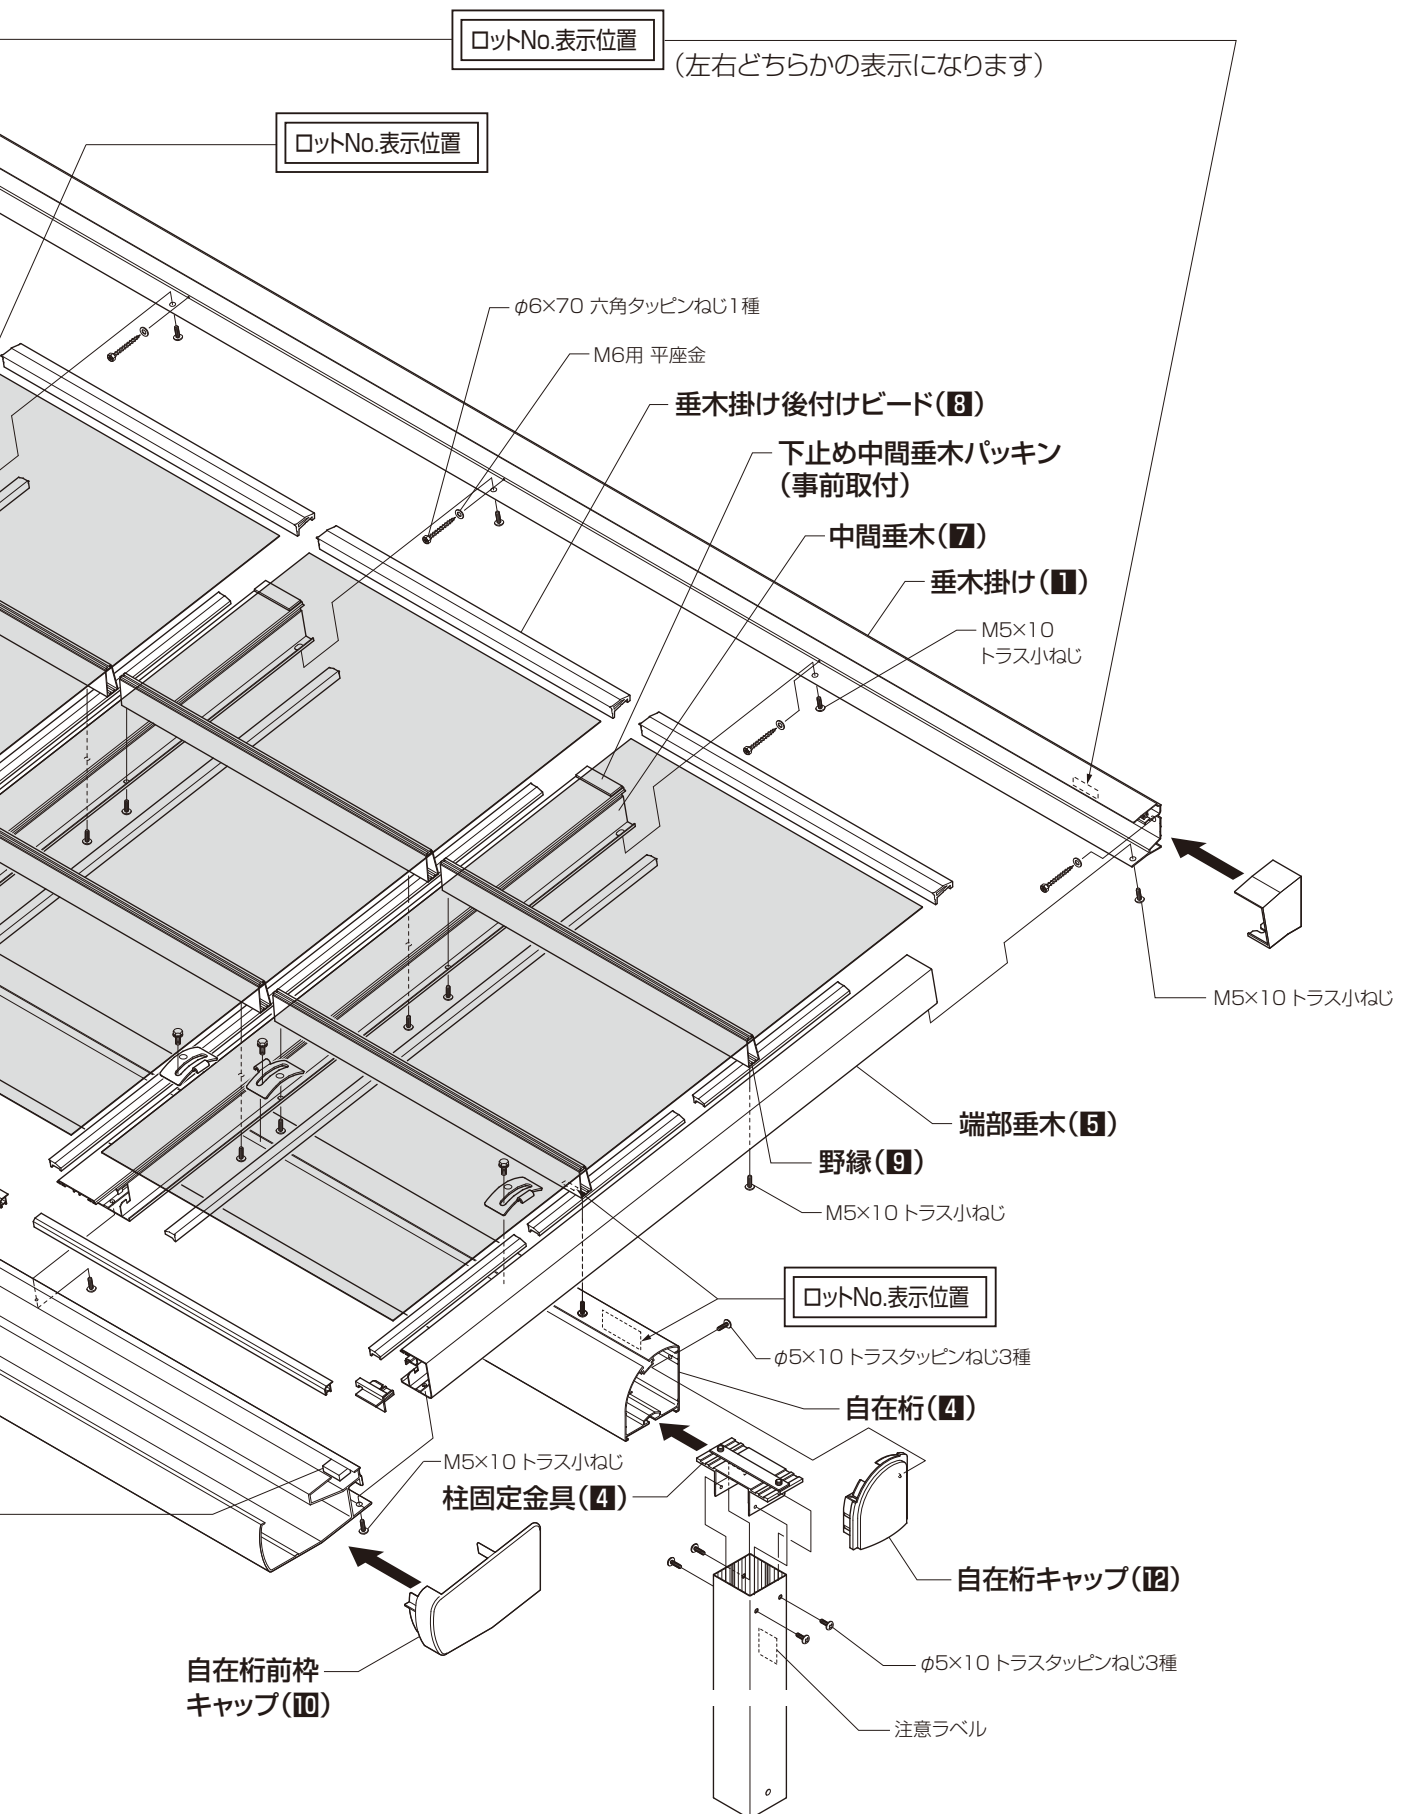 ロットNo.表示位置
（左右どちらかの表示になります）
ロットNo.表示位置
φ6×70 六角タッピンねじ1種
M6用 平座金
垂木掛け後付けビード（8）
下止め中間垂木パッキン
（事前取付）
中間垂木（7）
垂木掛け（1）
M5×10
トラス小ねじ
M5×10 トラス小ねじ
端部垂木（5）
野縁（9）
M5×10 トラス小ねじ
ロットNo.表示位置
φ5×10 トラスタッピンねじ3種
自在桁（4）
M5×10 トラス小ねじ
柱固定金具（4）
自在桁キャップ（12）
自在桁前枠
キャップ（10）
φ5×10 トラスタッピンねじ3種
注意ラベル